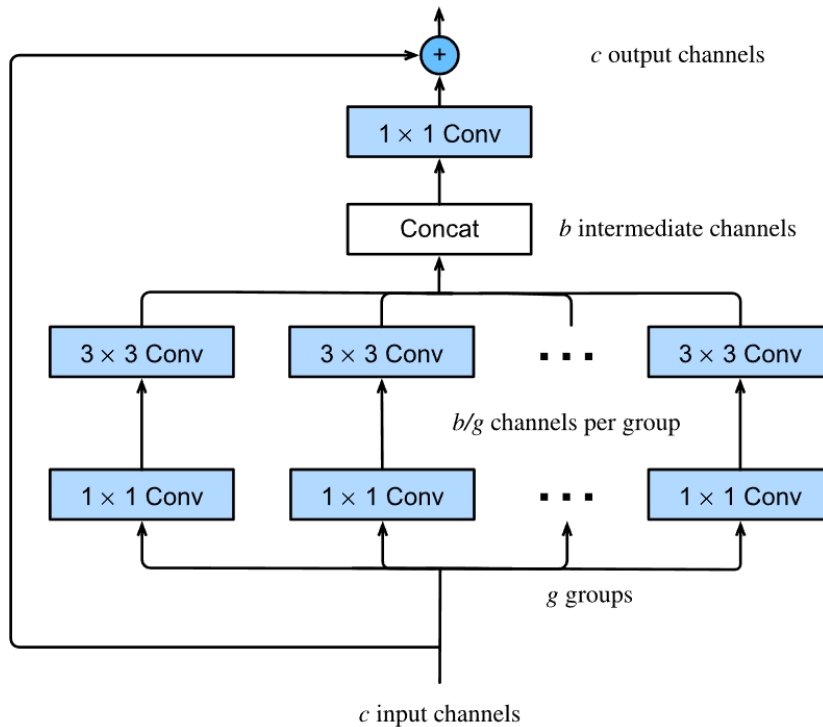 +
c output channels
1 × 1 Conv
Concat
b intermediate channels
3 × 3 Conv
3 × 3 Conv
...
3 × 3 Conv
b/g channels per group
1 × 1 Conv
1 × 1 Conv
...
1 × 1 Conv
g groups
c input channels